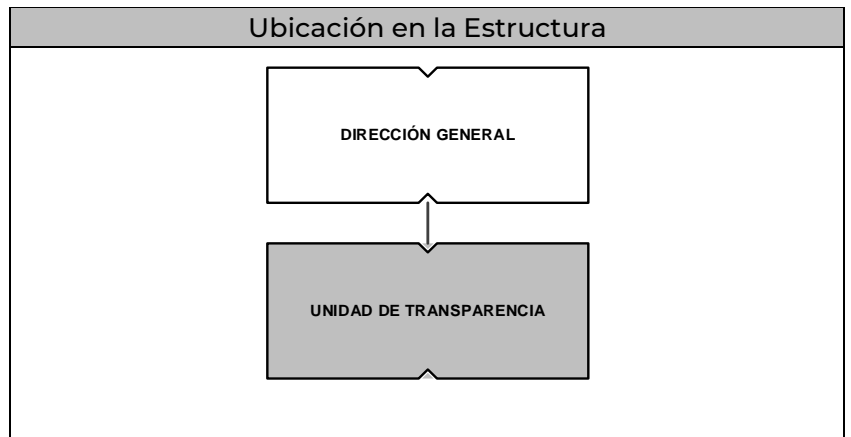 Ubicación en la Estructura
DIRECCIÓN GENERAL
UNIDAD DE TRANSPARENCIA